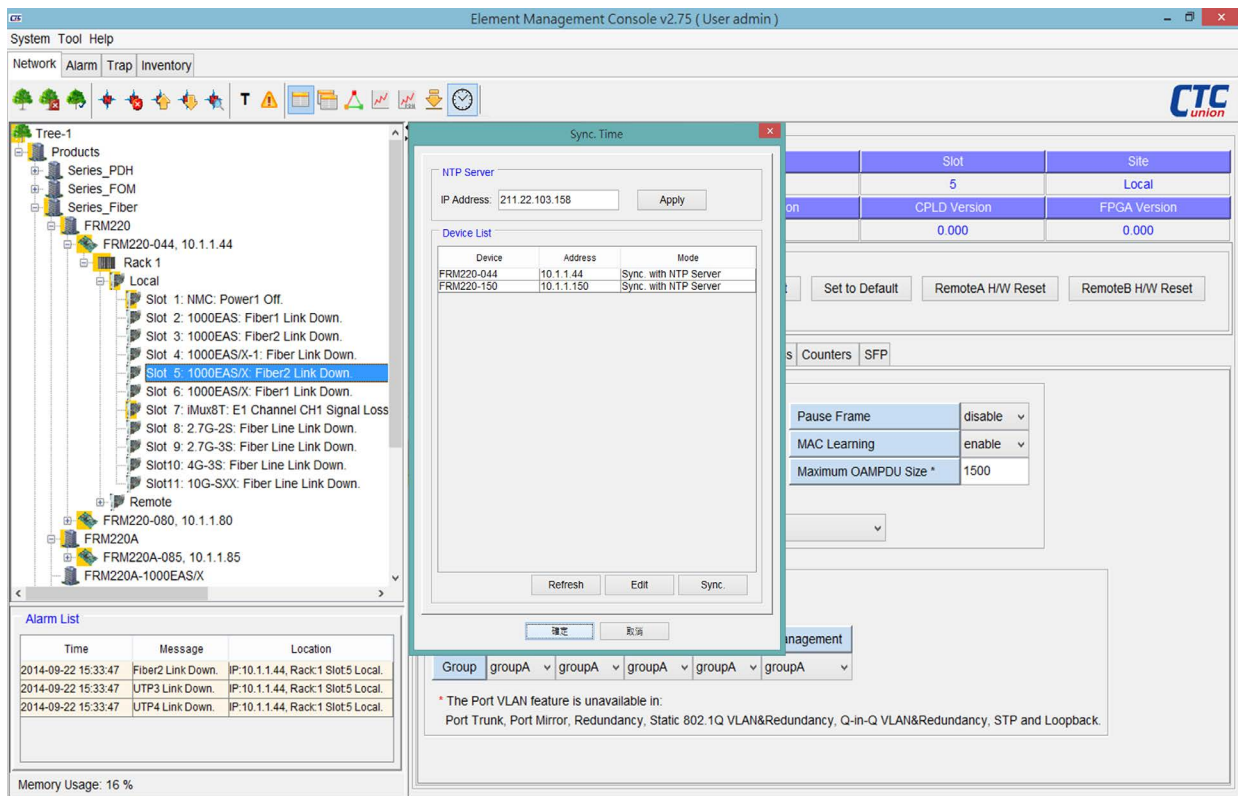 CTC
Element Management Console v2.75 ( User admin )
System Tool Help
Network Alarm Trap Inventory
T
CTC union
Tree-1
Products
Series_PDH
Series_FOM
Series_Fiber
FRM220
FRM220-044, 10.1.1.44
Rack 1
Local
Slot 1: NMC: Power1 Off.
Slot 2: 1000EAS: Fiber1 Link Down.
Slot 3: 1000EAS: Fiber2 Link Down.
Slot 4: 1000EAS/X-1: Fiber Link Down.
Slot 5: 1000EAS/X: Fiber2 Link Down.
Slot 6: 1000EAS/X: Fiber1 Link Down.
Slot 7: iMux8T: E1 Channel CH1 Signal Loss
Slot 8: 2.7G-2S: Fiber Line Link Down.
Slot 9: 2.7G-3S: Fiber Line Link Down.
Slot10: 4G-3S: Fiber Line Link Down.
Slot11: 10G-SXX: Fiber Line Link Down.
Remote
FRM220-080, 10.1.1.80
FRM220A
FRM220A-085, 10.1.1.85
FRM220A-1000EAS/X
Alarm List
Time Message Location
2014-09-22 15:33:47 Fiber2 Link Down. IP:10.1.1.44, Rack:1 Slot:5 Local.
2014-09-22 15:33:47 UTP3 Link Down. IP:10.1.1.44, Rack:1 Slot:5 Local.
2014-09-22 15:33:47 UTP4 Link Down. IP:10.1.1.44, Rack:1 Slot:5 Local.
Memory Usage: 16 %
Sync. Time
NTP Server
IP Address: 211.22.103.158 Apply
Device List
Device Address Mode
FRM220-044 10.1.1.44 Sync. with NTP Server
FRM220-150 10.1.1.150 Sync. with NTP Server
Refresh Edit Sync.
確定 取消
Slot Site
5 Local
CPLD Version FPGA Version
0.000 0.000
Set to Default RemoteA H/W Reset RemoteB H/W Reset
Counters SFP
Pause Frame disable
MAC Learning enable
Maximum OAMPDU Size * 1500
Group groupA groupA groupA groupA groupA
* The Port VLAN feature is unavailable in:
Port Trunk, Port Mirror, Redundancy, Static 802.1Q VLAN&Redundancy, Q-in-Q VLAN&Redundancy, STP and Loopback.